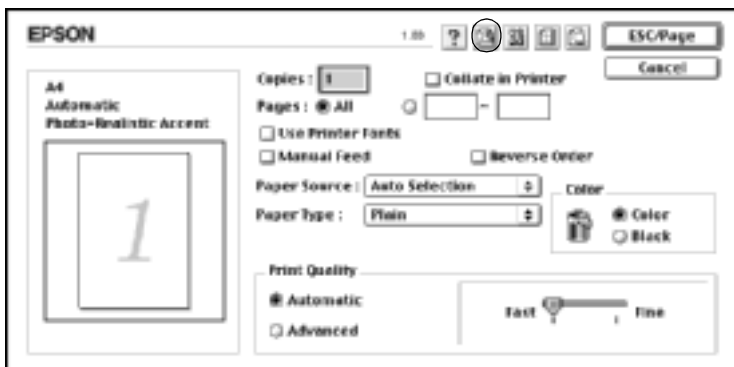 EPSON 1.00 ? ESC/Page
Cancel
A4
Automatic
Photo-Realistic Accent
1
Copies : 1 Collate in Printer
Pages : All -
Use Printer Fonts
Manual Feed Reverse Order
Paper Source : Auto Selection
Paper Type : Plain
Color
Color
Black
Print Quality
Automatic
Advanced
Fast Fine